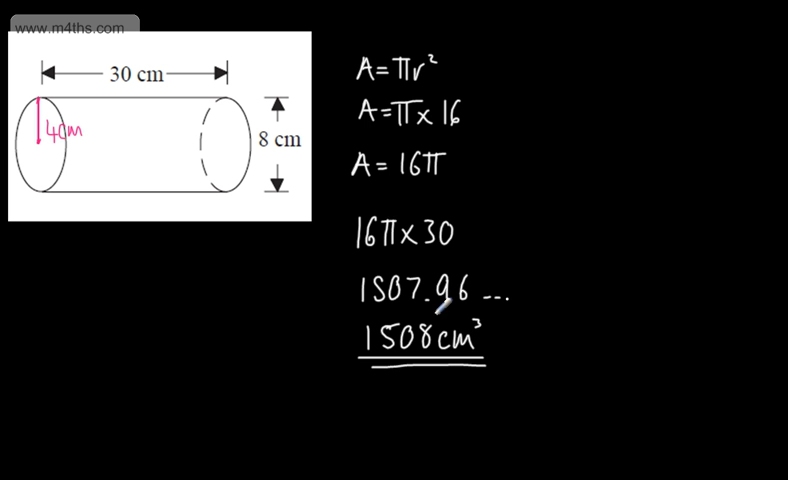 www.m4ths.com
30 cm
4cm
8 cm
A = πr²
A = π × 16
A = 16π
16π × 30
1507.96 ...
1508cm³